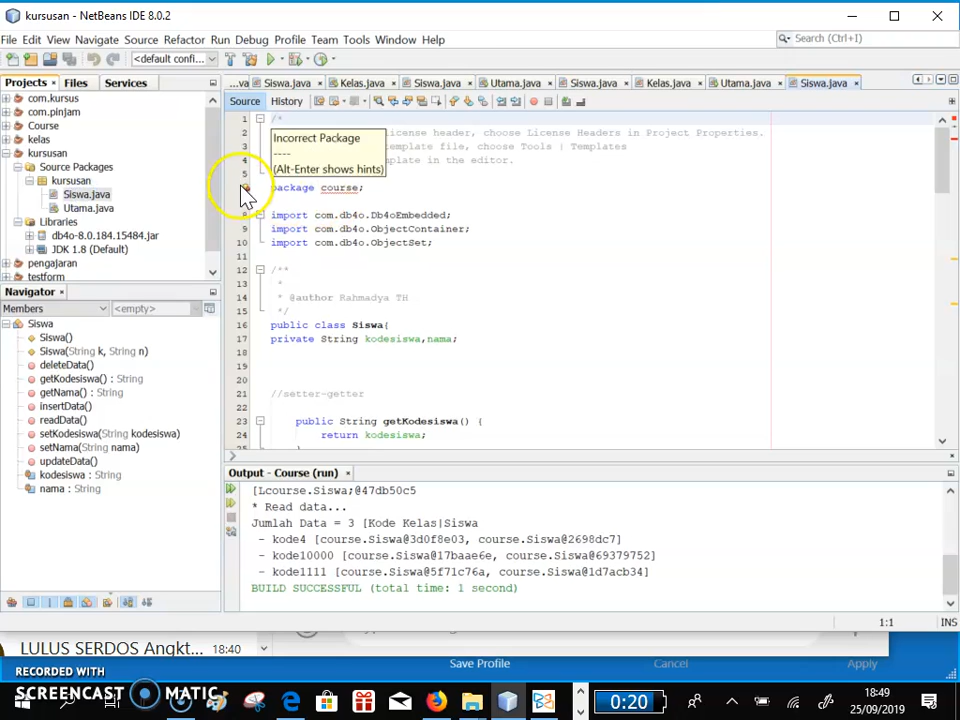 kursusan - NetBeans IDE 8.0.2
File Edit View Navigate Source Refactor Run Debug Profile Team Tools Window Help
Search (Ctrl+I)
<default confi...
Projects × Files Services
...va Siswa.java × Kelas.java × Siswa.java × Utama.java × Siswa.java × Kelas.java × Utama.java × Siswa.java ×
com.kursus
com.pinjam
Course
kelas
kursusan
Source Packages
kursusan
Siswa.java
Utama.java
Libraries
db4o-8.0.184.15484.jar
JDK 1.8 (Default)
pengajaran
testform
Navigator ×
Members <empty>
Siswa
Siswa()
Siswa(String k, String n)
deleteData()
getKodesiswa() : String
getNama() : String
insertData()
readData()
setKodesiswa(String kodesiswa)
setNama(String nama)
updateData()
kodesiswa : String
nama : String
Source History
1 /*
2 License header, choose License Headers in Project Properties.
3 template file, choose Tools | Templates
4 template in the editor.
5
Incorrect Package
----
(Alt-Enter shows hints)
package course;
import com.db4o.Db4oEmbedded;
9 import com.db4o.ObjectContainer;
10 import com.db4o.ObjectSet;
11
12 /**
13 *
14 * @author Rahmadya TH
15 */
16 public class Siswa{
17 private String kodesiswa,nama;
18
19
20
21 //setter-getter
22
23 public String getKodesiswa() {
24 return kodesiswa;
25 }
Output - Course (run) ×
[Lcourse.Siswa;@47db50c5
* Read data...
Jumlah Data = 3 [Kode Kelas|Siswa
- kode4 [course.Siswa@3d0f8e03, course.Siswa@2698dc7]
- kode10000 [course.Siswa@17baae6e, course.Siswa@69379752]
- kode1111 [course.Siswa@5f71c76a, course.Siswa@1d7acb34]
BUILD SUCCESSFUL (total time: 1 second)
1:1 INS
LULUS SERDOS Angkt... 18:40
Save Profile Cancel Apply
RECORDED WITH
SCREENCAST MATIC
0:20
18:49
25/09/2019